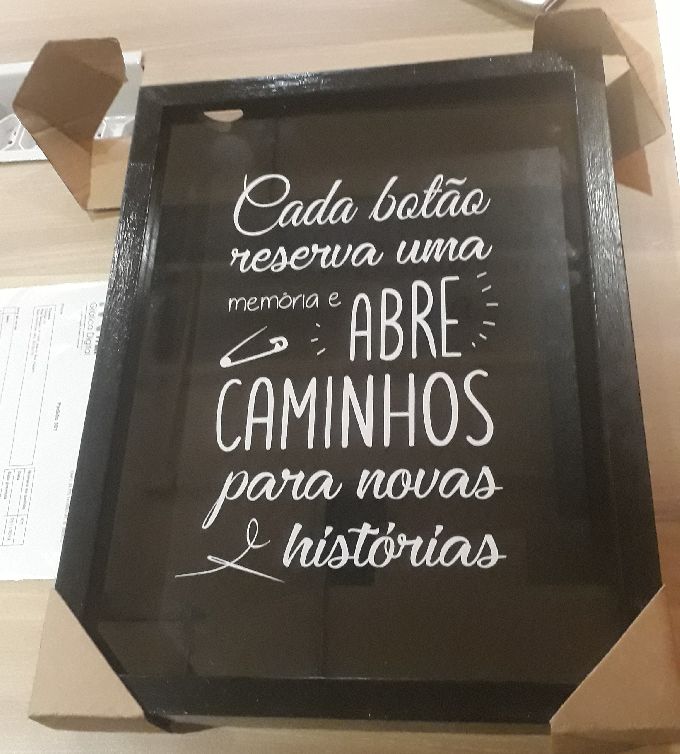 Cada botão
reserva uma
memória e
ABRE
CAMINHOS
para novas
histórias